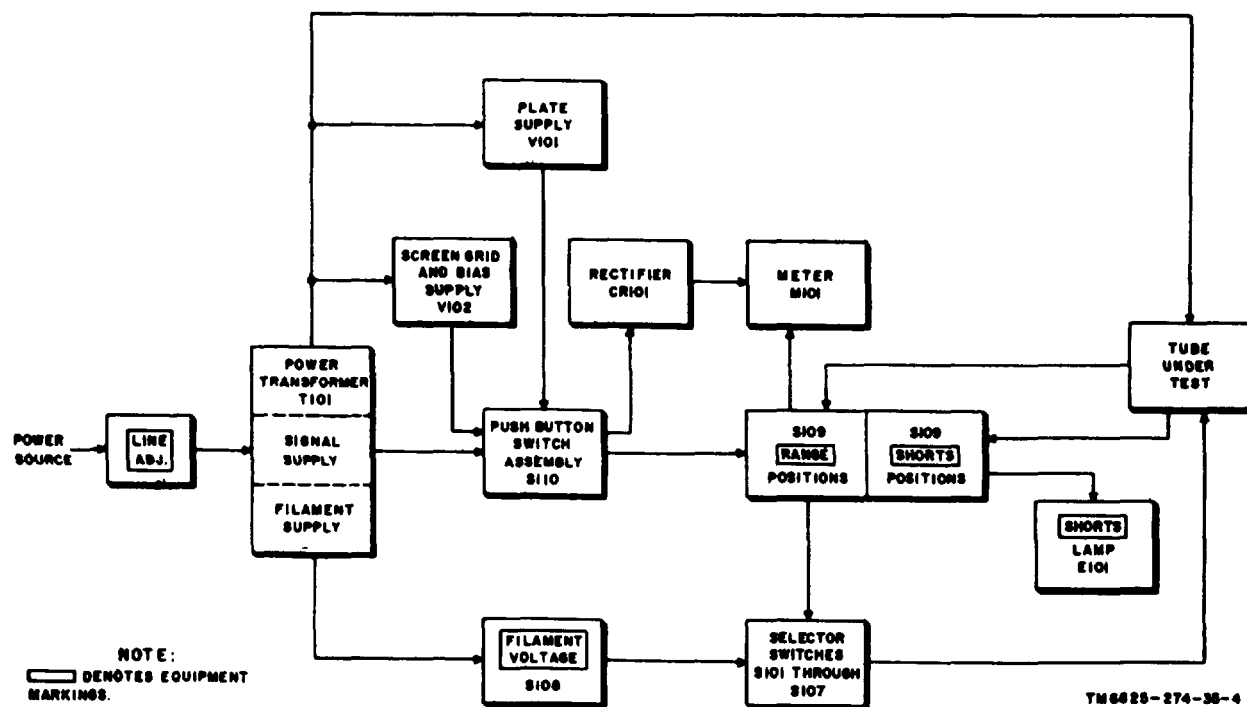 PLATE
SUPPLY
V101
SCREEN GRID
AND BIAS
SUPPLY
V102
RECTIFIER
CR101
METER
M101
TUBE
UNDER
TEST
POWER
TRANSFORMER
T101
SIGNAL
SUPPLY
FILAMENT
SUPPLY
POWER
SOURCE
LINE
ADJ.
PUSH BUTTON
SWITCH
ASSEMBLY
S110
S109
RANGE
POSITIONS
S109
SHORTS
POSITIONS
SHORTS
LAMP
E101
FILAMENT
VOLTAGE
S108
SELECTOR
SWITCHES
S101 THROUGH
S107
NOTE:
DENOTES EQUIPMENT
MARKINGS.
TM6625-274-35-4